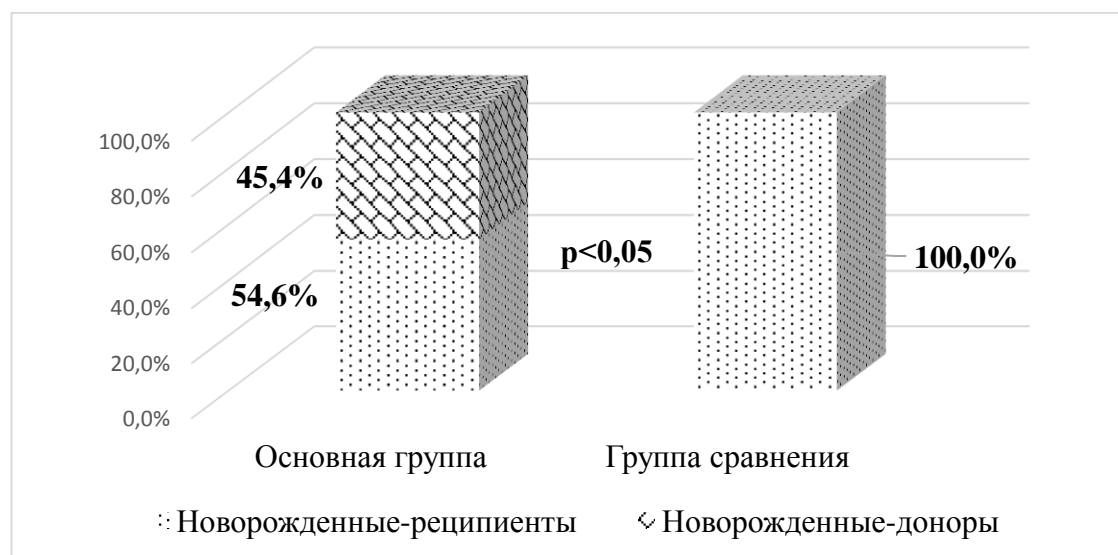 100,0%
80,0%
60,0%
40,0%
20,0%
0,0%
45,4%
54,6%
p<0,05
100,0%
Основная группа
Группа сравнения
Новорожденные-реципиенты
Новорожденные-доноры